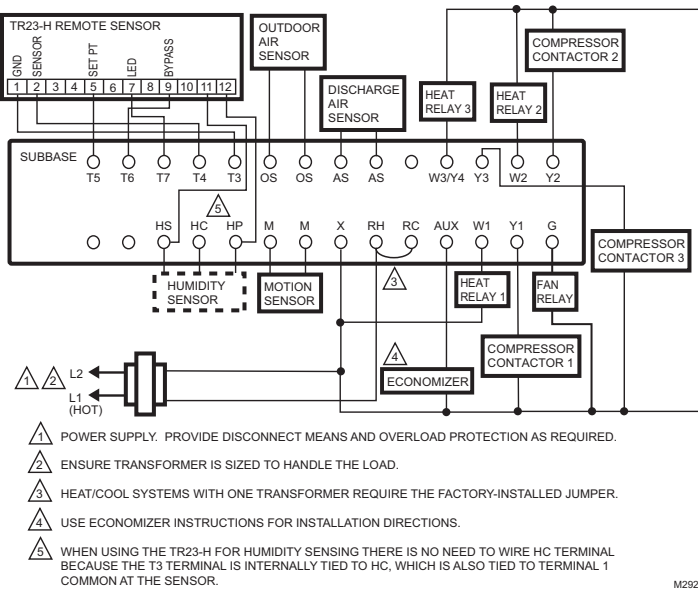 TR23-H REMOTE SENSOR
GND
SENSOR
SET PT
LED
BYPASS
1 2 3 4 5 6 7 8 9 10 11 12
OUTDOOR
AIR
SENSOR
DISCHARGE
AIR
SENSOR
HEAT
RELAY 3
HEAT
RELAY 2
COMPRESSOR
CONTACTOR 2
SUBBASE
T5 T6 T7 T4 T3 OS OS AS AS W3/Y4 Y3 W2 Y2
5
HS HC HP M M X RH RC AUX W1 Y1 G
HUMIDITY
SENSOR
MOTION
SENSOR
3
HEAT
RELAY 1
FAN
RELAY
COMPRESSOR
CONTACTOR 3
COMPRESSOR
CONTACTOR 1
4
ECONOMIZER
1 2 L2
L1
(HOT)
1 POWER SUPPLY. PROVIDE DISCONNECT MEANS AND OVERLOAD PROTECTION AS REQUIRED.
2 ENSURE TRANSFORMER IS SIZED TO HANDLE THE LOAD.
3 HEAT/COOL SYSTEMS WITH ONE TRANSFORMER REQUIRE THE FACTORY-INSTALLED JUMPER.
4 USE ECONOMIZER INSTRUCTIONS FOR INSTALLATION DIRECTIONS.
5 WHEN USING THE TR23-H FOR HUMIDITY SENSING THERE IS NO NEED TO WIRE HC TERMINAL
BECAUSE THE T3 TERMINAL IS INTERNALLY TIED TO HC, WHICH IS ALSO TIED TO TERMINAL 1
COMMON AT THE SENSOR.
M292